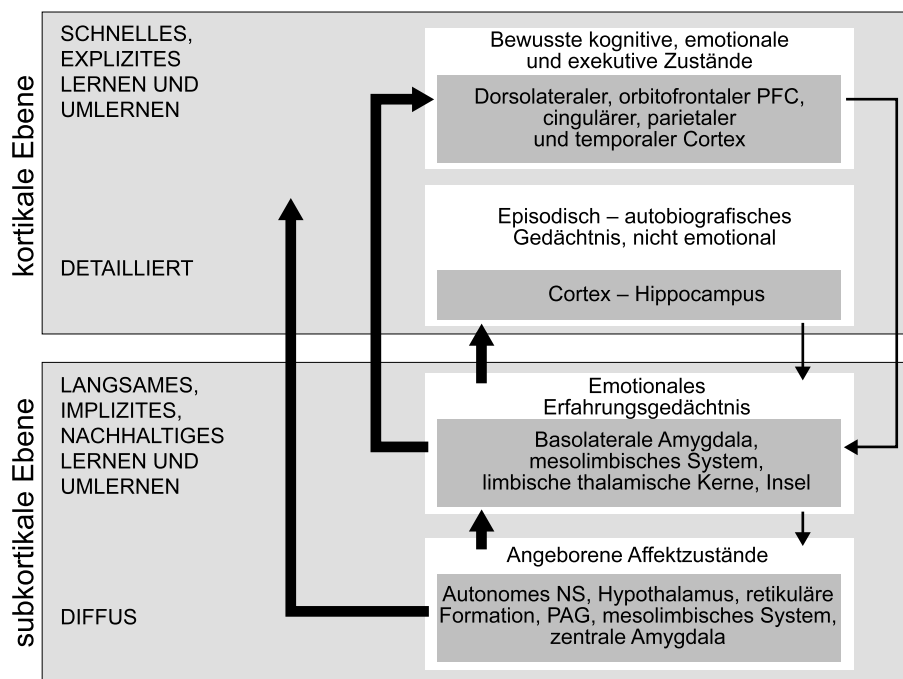 kortikale Ebene
SCHNELLES,
EXPLIZITES
LERNEN UND
UMLERNEN
DETAILLIERT
Bewusste kognitive, emotionale
und exekutive Zustände
Dorsolateraler, orbitofrontaler PFC,
cingulärer, parietaler
und temporaler Cortex
Episodisch – autobiografisches
Gedächtnis, nicht emotional
Cortex – Hippocampus
subkortikale Ebene
LANGSAMES,
IMPLIZITES,
NACHHALTIGES
LERNEN UND
UMLERNEN
DIFFUS
Emotionales
Erfahrungsgedächtnis
Basolaterale Amygdala,
mesolimbisches System,
limbische thalamische Kerne, Insel
Angeborene Affektzustände
Autonomes NS, Hypothalamus, retikuläre
Formation, PAG, mesolimbisches System,
zentrale Amygdala